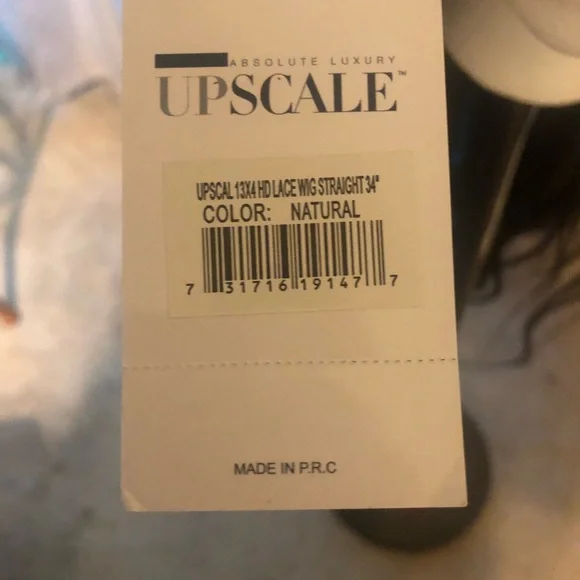 ABSOLUTE LUXURY
UPSCALE™
UPSCAL 13X4 HD LACE WIG STRAIGHT 34"
COLOR: NATURAL
7 31716 19147 7
MADE IN P.R.C